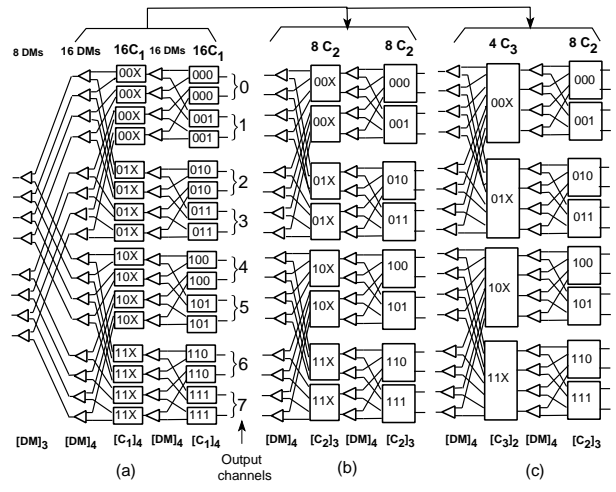 8 DMs 16 DMs 16C1 16 DMs 16C1
8 C2 8 C2
4 C3 8 C2
00X 000
00X 000
00X 001
00X 001
01X 010
01X 010
01X 011
01X 011
10X 100
10X 100
10X 101
10X 101
11X 110
11X 110
11X 111
11X 111
0
1
2
3
4
5
6
7
00X 000
00X 001
01X 010
01X 011
10X 100
10X 101
11X 110
11X 111
00X 000
001
01X 010
011
10X 100
101
11X 110
111
[DM]3 [DM]4 [C1]4 [DM]4 [C1]4
Output
channels
[DM]4 [C2]3 [DM]4 [C2]3
[DM]4 [C3]2 [DM]4 [C2]3
(a) (b) (c)